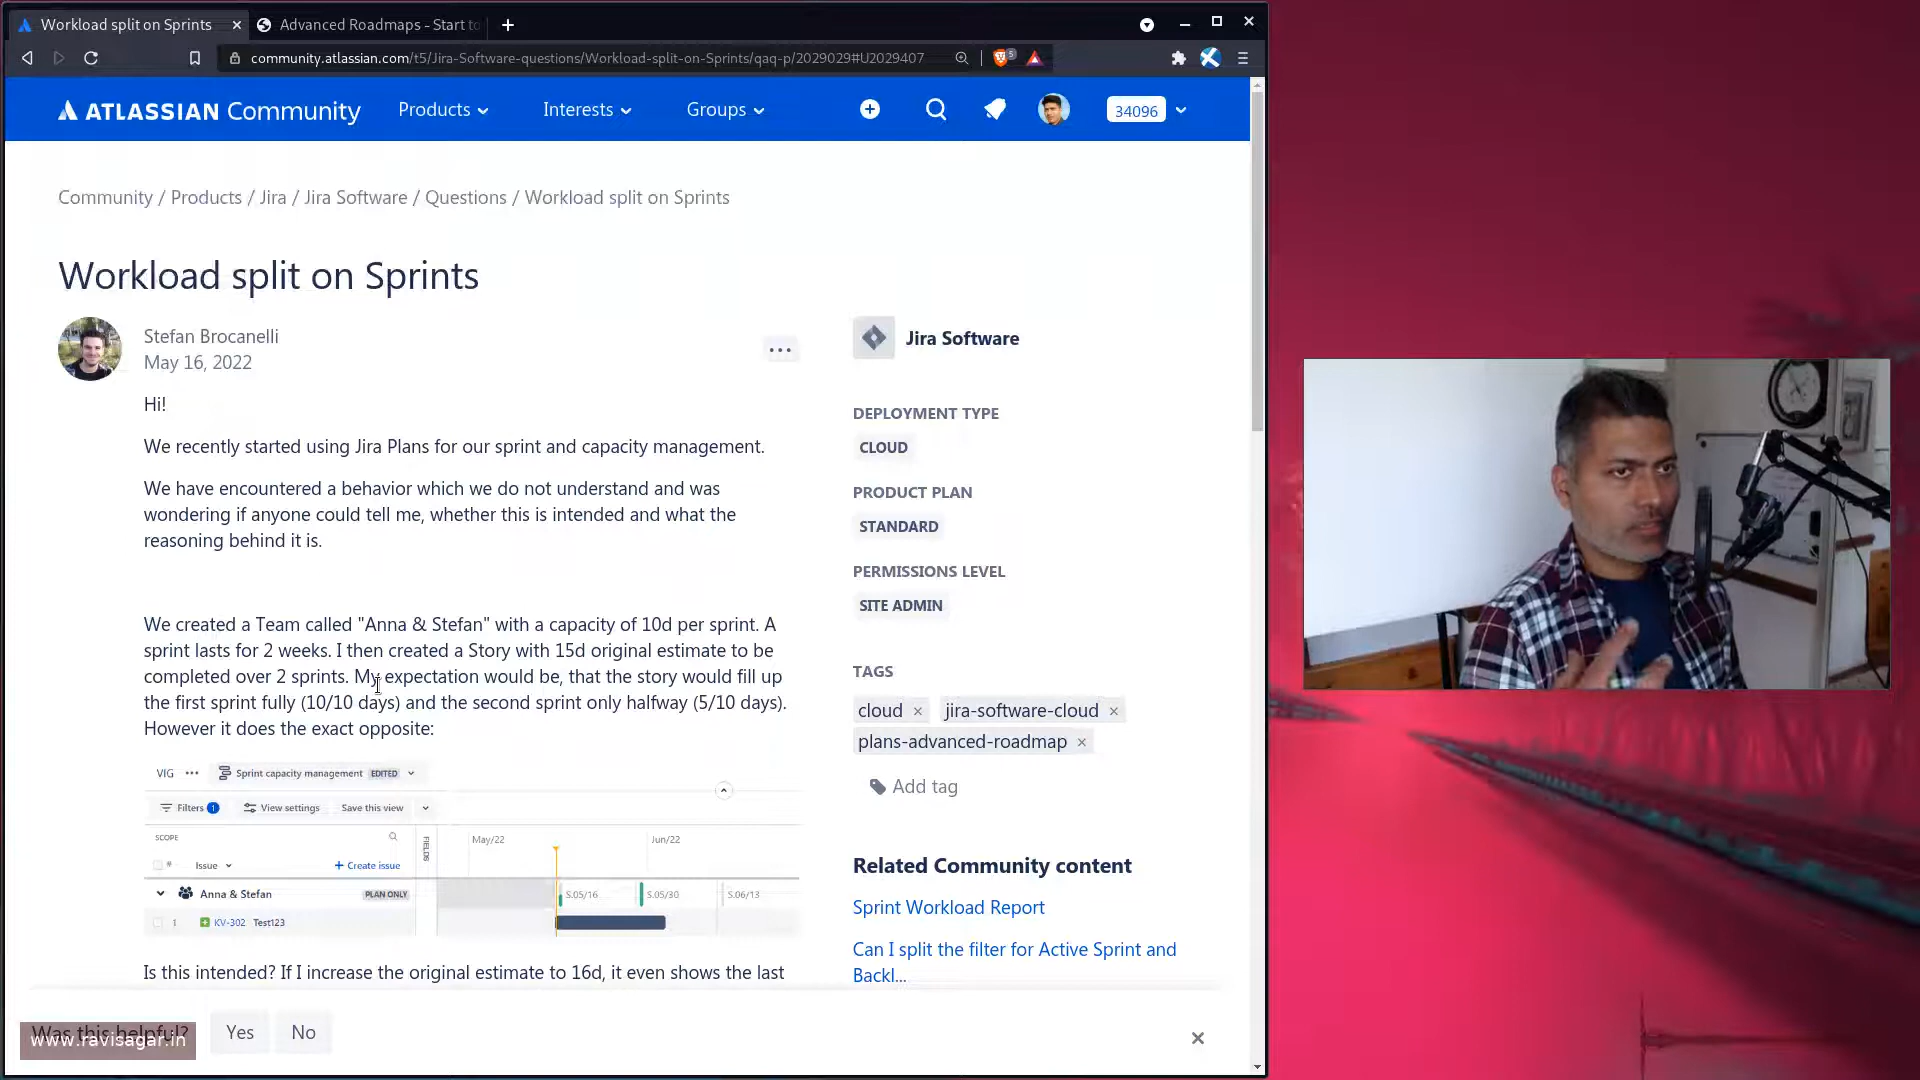 Workload split on Sprints ×
Advanced Roadmaps - Start to
community.atlassian.com/t5/Jira-Software-questions/Workload-split-on-Sprints/qaq-p/2029029#U2029407
5
ATLASSIAN Community
Products
Interests
Groups
34096
Community / Products / Jira / Jira Software / Questions / Workload split on Sprints
Workload split on Sprints
Stefan Brocanelli
May 16, 2022
Hi!
We recently started using Jira Plans for our sprint and capacity management.
We have encountered a behavior which we do not understand and was
wondering if anyone could tell me, whether this is intended and what the
reasoning behind it is.
We created a Team called "Anna & Stefan" with a capacity of 10d per sprint. A
sprint lasts for 2 weeks. I then created a Story with 15d original estimate to be
completed over 2 sprints. My expectation would be, that the story would fill up
the first sprint fully (10/10 days) and the second sprint only halfway (5/10 days).
However it does the exact opposite:
VIG ••• Sprint capacity management EDITED
Filters 1 View settings Save this view
SCOPE
FIELDS
May/22
Jun/22
# Issue + Create issue
Anna & Stefan PLAN ONLY
S.05/16
S.05/30
S.06/13
1 KV-302 Test123
Is this intended? If I increase the original estimate to 16d, it even shows the last
Jira Software
DEPLOYMENT TYPE
CLOUD
PRODUCT PLAN
STANDARD
PERMISSIONS LEVEL
SITE ADMIN
TAGS
cloud ×
jira-software-cloud ×
plans-advanced-roadmap ×
Add tag
Related Community content
Sprint Workload Report
Can I split the filter for Active Sprint and
Backl...
Was this helpful?
Yes
No
www.ravisagar.in